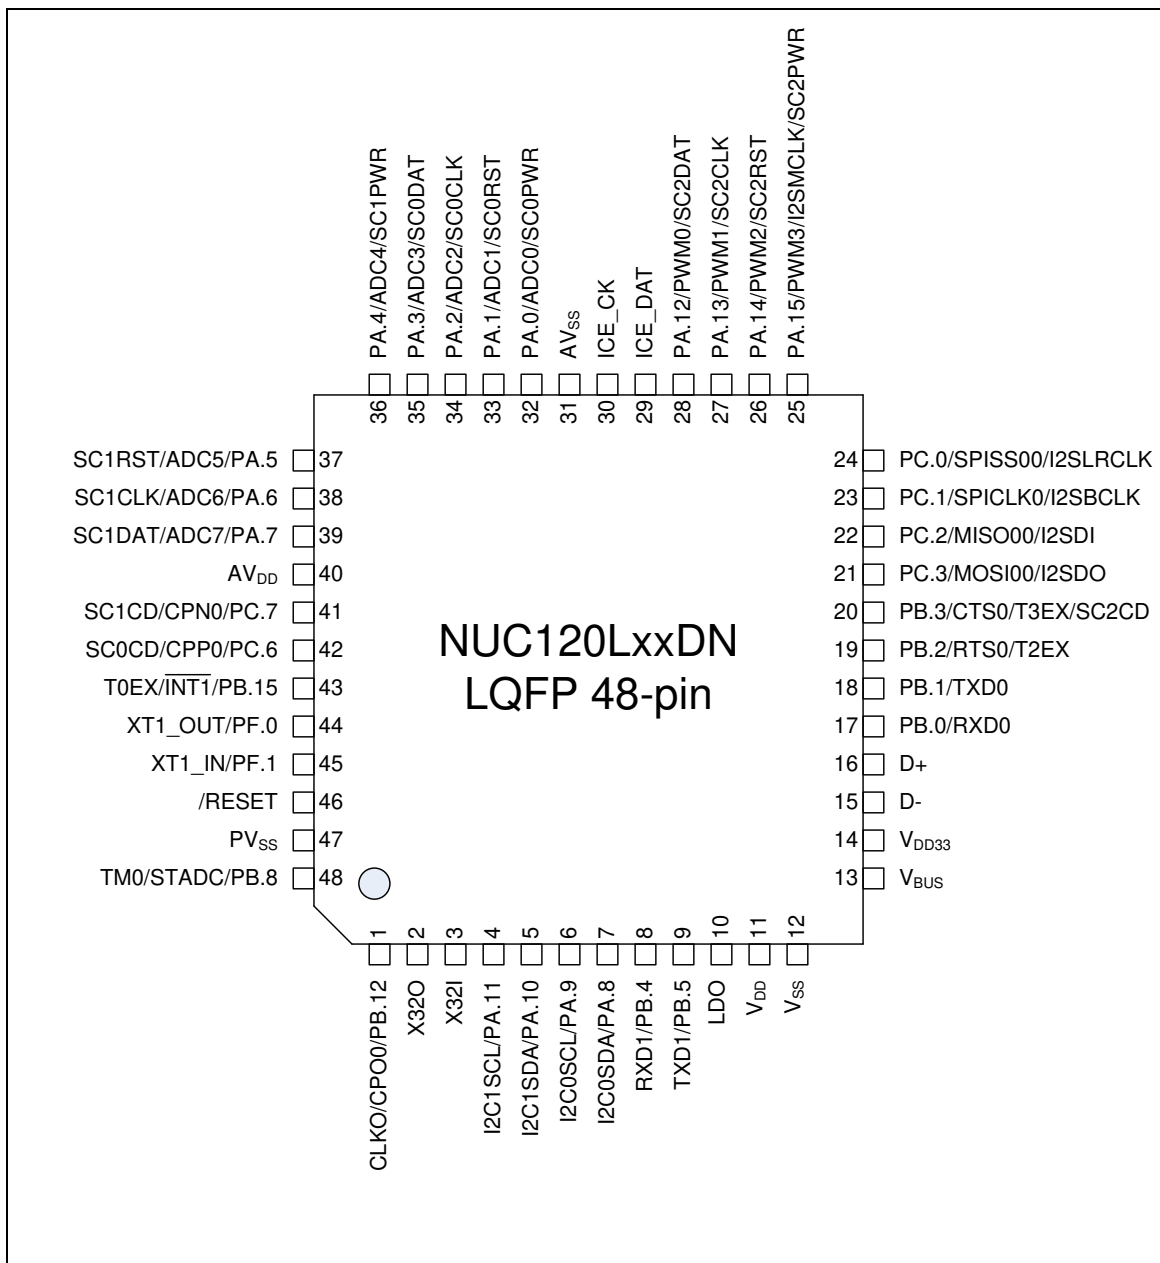 PA.4/ADC4/SC1PWR
PA.3/ADC3/SC0DAT
PA.2/ADC2/SC0CLK
PA.1/ADC1/SC0RST
PA.0/ADC0/SC0PWR
AVSS
ICE_CK
ICE_DAT
PA.12/PWM0/SC2DAT
PA.13/PWM1/SC2CLK
PA.14/PWM2/SC2RST
PA.15/PWM3/I2SMCLK/SC2PWR
36
35
34
33
32
31
30
29
28
27
26
25
SC1RST/ADC5/PA.5 37
SC1CLK/ADC6/PA.6 38
SC1DAT/ADC7/PA.7 39
AVDD 40
SC1CD/CPN0/PC.7 41
SC0CD/CPP0/PC.6 42
T0EX/INT1/PB.15 43
XT1_OUT/PF.0 44
XT1_IN/PF.1 45
/RESET 46
PVSS 47
TM0/STADC/PB.8 48
NUC120LxxDN
LQFP 48-pin
24 PC.0/SPISS00/I2SLRCLK
23 PC.1/SPICLK0/I2SBCLK
22 PC.2/MISO00/I2SDI
21 PC.3/MOSI00/I2SDO
20 PB.3/CTS0/T3EX/SC2CD
19 PB.2/RTS0/T2EX
18 PB.1/TXD0
17 PB.0/RXD0
16 D+
15 D-
14 VDD33
13 VBUS
1
2
3
4
5
6
7
8
9
10
11
12
CLKO/CPO0/PB.12
X32O
X32I
I2C1SCL/PA.11
I2C1SDA/PA.10
I2C0SCL/PA.9
I2C0SDA/PA.8
RXD1/PB.4
TXD1/PB.5
LDO
VDD
VSS